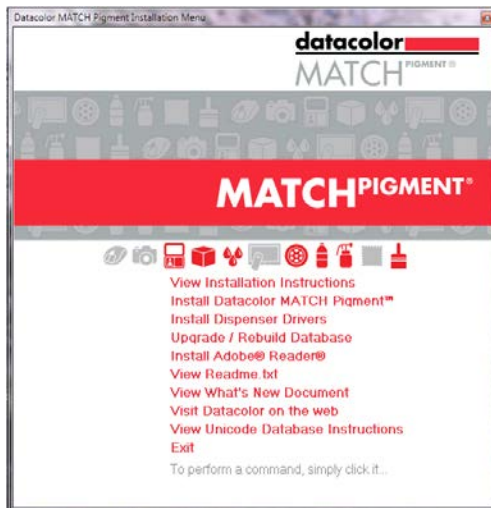 Datacolor MATCH Pigment Installation Menu
datacolor
MATCH PIGMENT ®
MATCHPIGMENT®
View Installation Instructions
Install Datacolor MATCH Pigment℠
Install Dispenser Drivers
Upgrade / Rebuild Database
Install Adobe® Reader®
View Readme.txt
View What's New Document
Visit Datacolor on the web
View Unicode Database Instructions
Exit
To perform a command, simply click it...